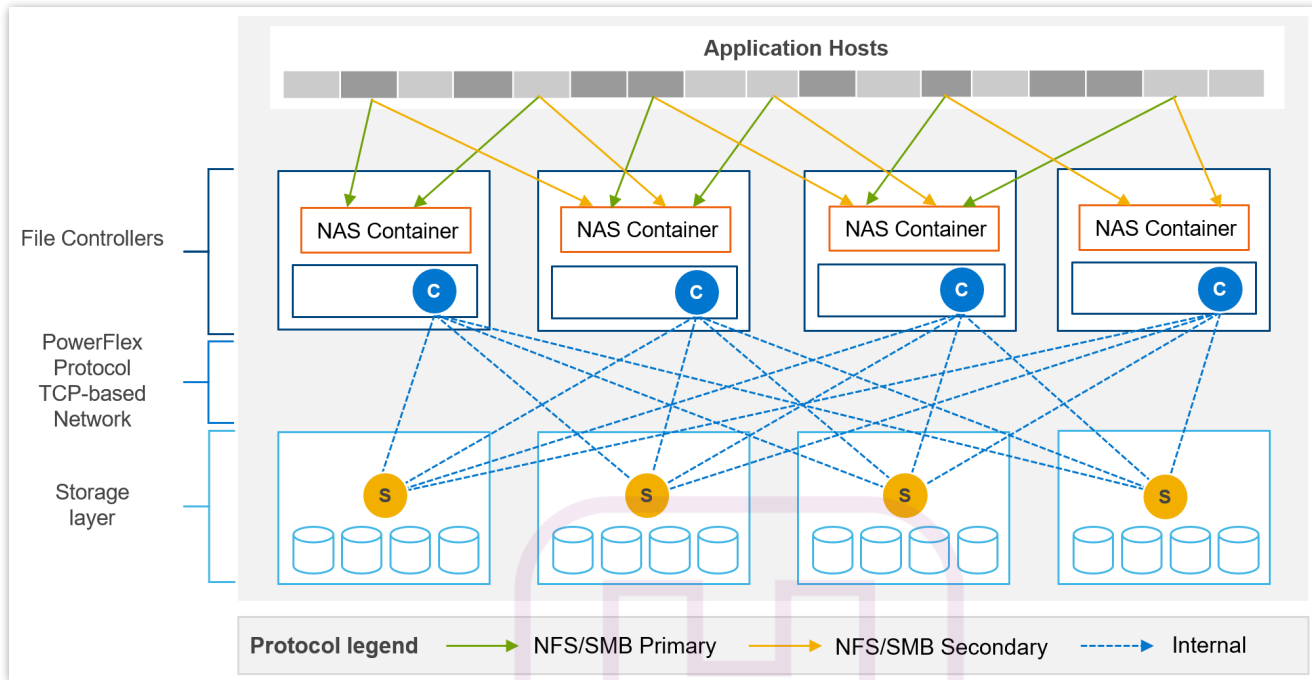 Application Hosts
File Controllers
NAS Container
NAS Container
NAS Container
NAS Container
C
C
C
C
PowerFlex
Protocol
TCP-based
Network
Storage
layer
S
S
S
S
Protocol legend
NFS/SMB Primary
NFS/SMB Secondary
Internal